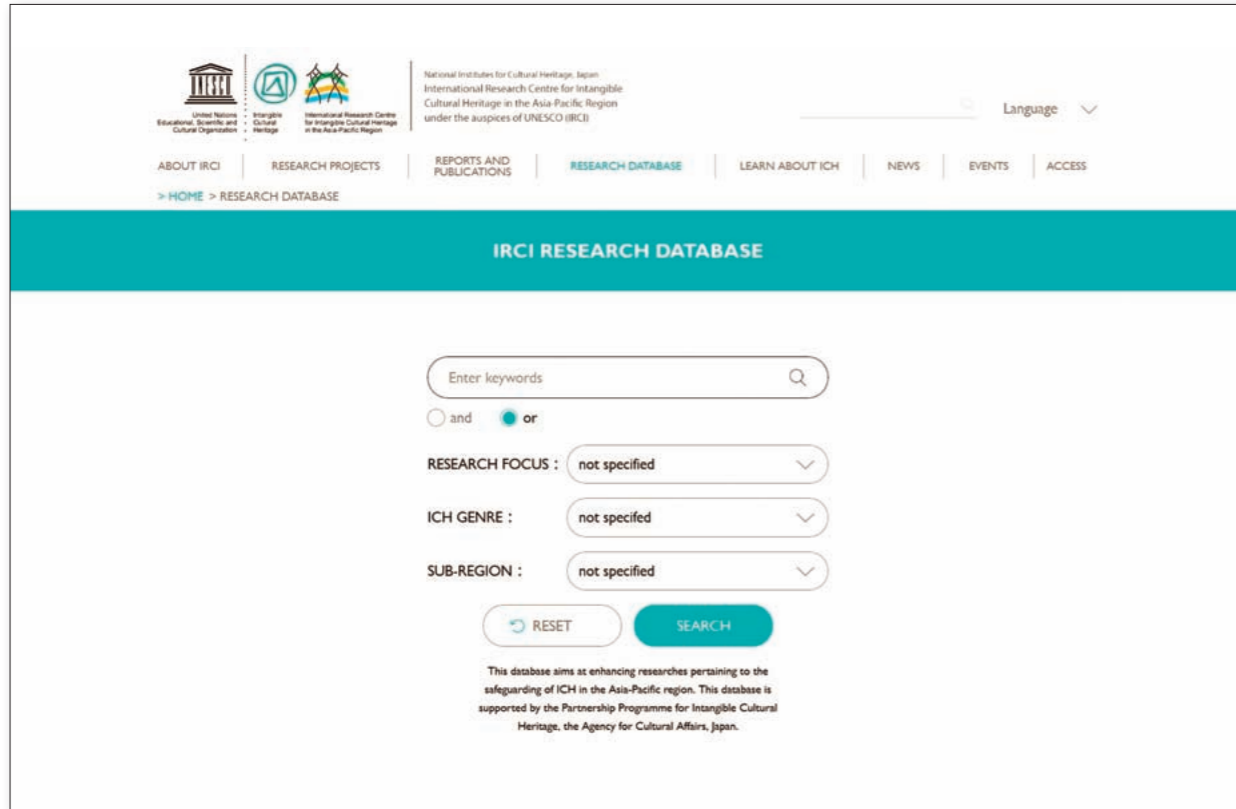 UNESCO
United Nations
Educational, Scientific and
Cultural Organization
Intangible
Cultural
Heritage
International Research Centre
for Intangible Cultural Heritage
in the Asia-Pacific Region
National Institutes for Cultural Heritage, Japan
International Research Centre for Intangible
Cultural Heritage in the Asia-Pacific Region
under the auspices of UNESCO (IRCI)
Language
ABOUT IRCI
RESEARCH PROJECTS
REPORTS AND
PUBLICATIONS
RESEARCH DATABASE
LEARN ABOUT ICH
NEWS
EVENTS
ACCESS
> HOME > RESEARCH DATABASE
IRCI RESEARCH DATABASE
Enter keywords
and or
RESEARCH FOCUS : not specified
ICH GENRE : not specifed
SUB-REGION : not specified
RESET SEARCH
This database aims at enhancing researches pertaining to the
safeguarding of ICH in the Asia-Pacific region. This database is
supported by the Partnership Programme for Intangible Cultural
Heritage, the Agency for Cultural Affairs, Japan.